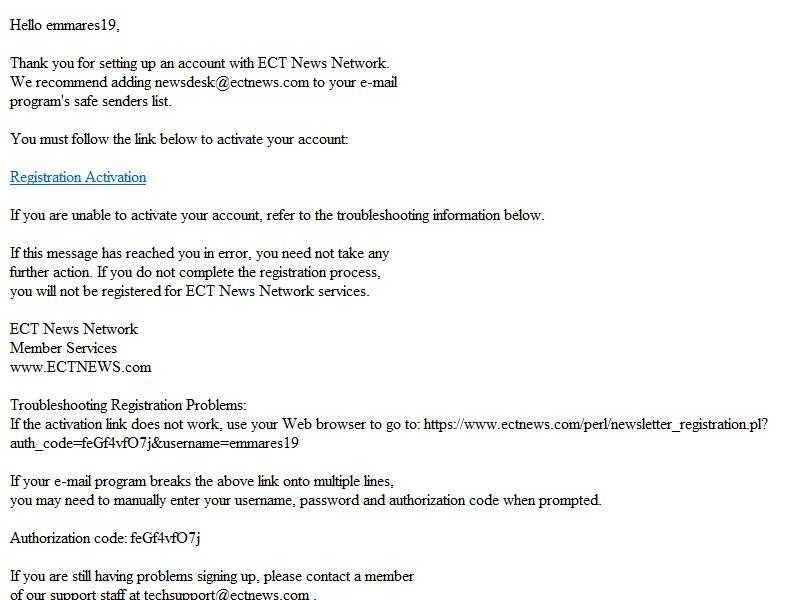 Hello emmares19,
Thank you for setting up an account with ECT News Network.
We recommend adding newsdesk@ectnews.com to your e-mail
program's safe senders list.
You must follow the link below to activate your account:
Registration Activation
If you are unable to activate your account, refer to the troubleshooting information below.
If this message has reached you in error, you need not take any
further action. If you do not complete the registration process,
you will not be registered for ECT News Network services.
ECT News Network
Member Services
www.ECTNEWS.com
Troubleshooting Registration Problems:
If the activation link does not work, use your Web browser to go to: https://www.ectnews.com/perl/newsletter_registration.pl?
auth_code=feGf4vfO7j&username=emmares19
If your e-mail program breaks the above link onto multiple lines,
you may need to manually enter your username, password and authorization code when prompted.
Authorization code: feGf4vfO7j
If you are still having problems signing up, please contact a member
of our support staff at techsupport@ectnews.com .